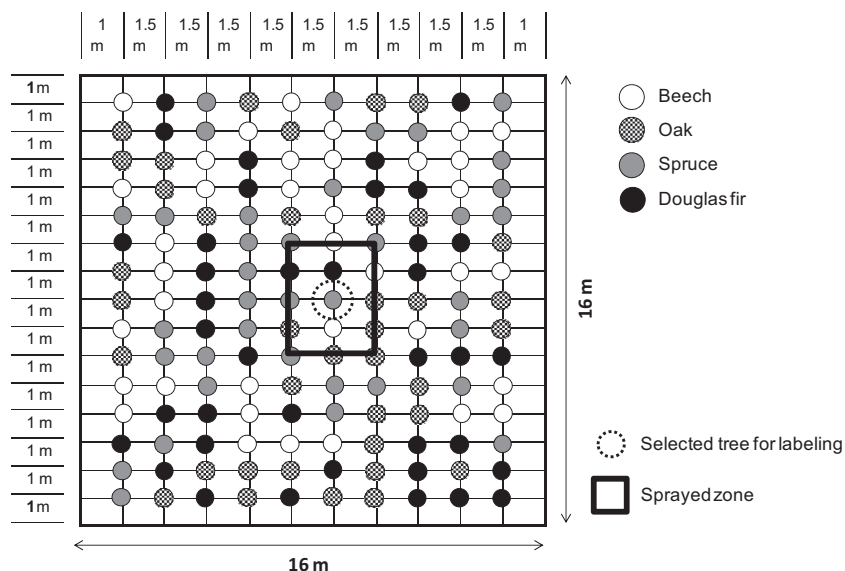 1 1.5 1.5 1.5 1.5 1.5 1.5 1.5 1.5 1.5 1
m m m m m m m m m m m
1m
1 m
1 m
1 m
1 m
1 m
1 m
1 m
1 m
1 m
1 m
1 m
1 m
1 m
1 m
1m
Beech
Oak
Spruce
Douglas fir
16 m
Selected tree for labeling
Sprayed zone
16 m